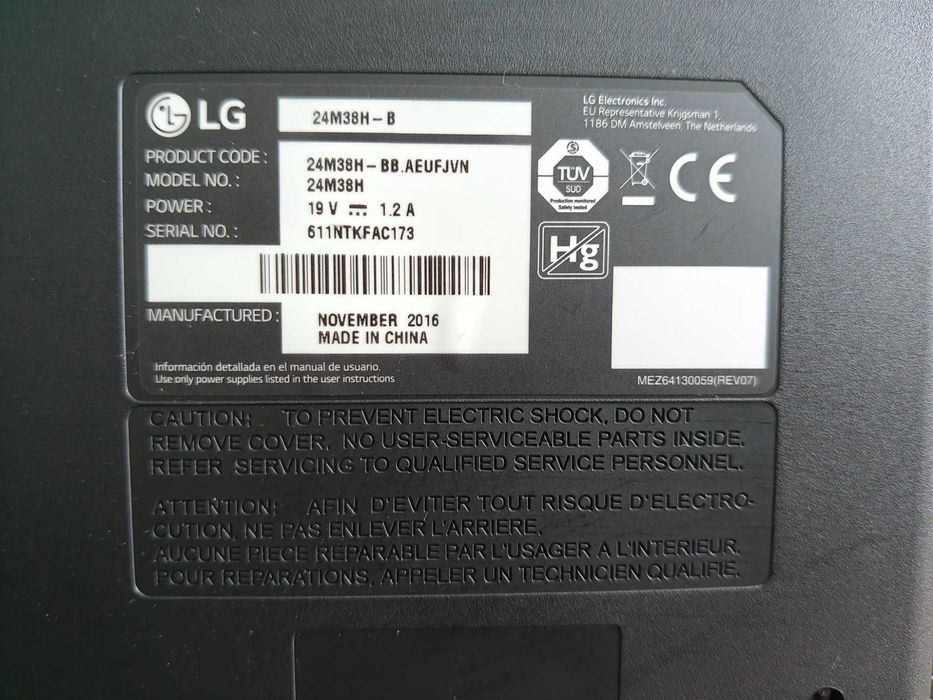 LG
24M38H-B
LG Electronics Inc.
EU Representative Krijgsman 1,
1186 DM Amstelveen, The Netherlands
PRODUCT CODE : 24M38H-BB.AEUFJVN
MODEL NO. : 24M38H
POWER : 19 V ⎓ 1.2 A
SERIAL NO. : 611NTKFAC173
TÜV
SUD
Production monitored
Safety tested
CE
Hg
MANUFACTURED : NOVEMBER 2016
MADE IN CHINA
Información detallada en el manual de usuario.
Use only power supplies listed in the user instructions
MEZ64130059(REV07)
CAUTION: TO PREVENT ELECTRIC SHOCK, DO NOT
REMOVE COVER. NO USER-SERVICEABLE PARTS INSIDE.
REFER SERVICING TO QUALIFIED SERVICE PERSONNEL.
ATTENTION: AFIN D'EVITER TOUT RISQUE D'ELECTRO-
CUTION, NE PAS ENLEVER L'ARRIERE.
AUCUNE PIECE REPARABLE PAR L'USAGER A L'INTERIEUR.
POUR REPARATIONS, APPELER UN TECHNICIEN QUALIFIE.